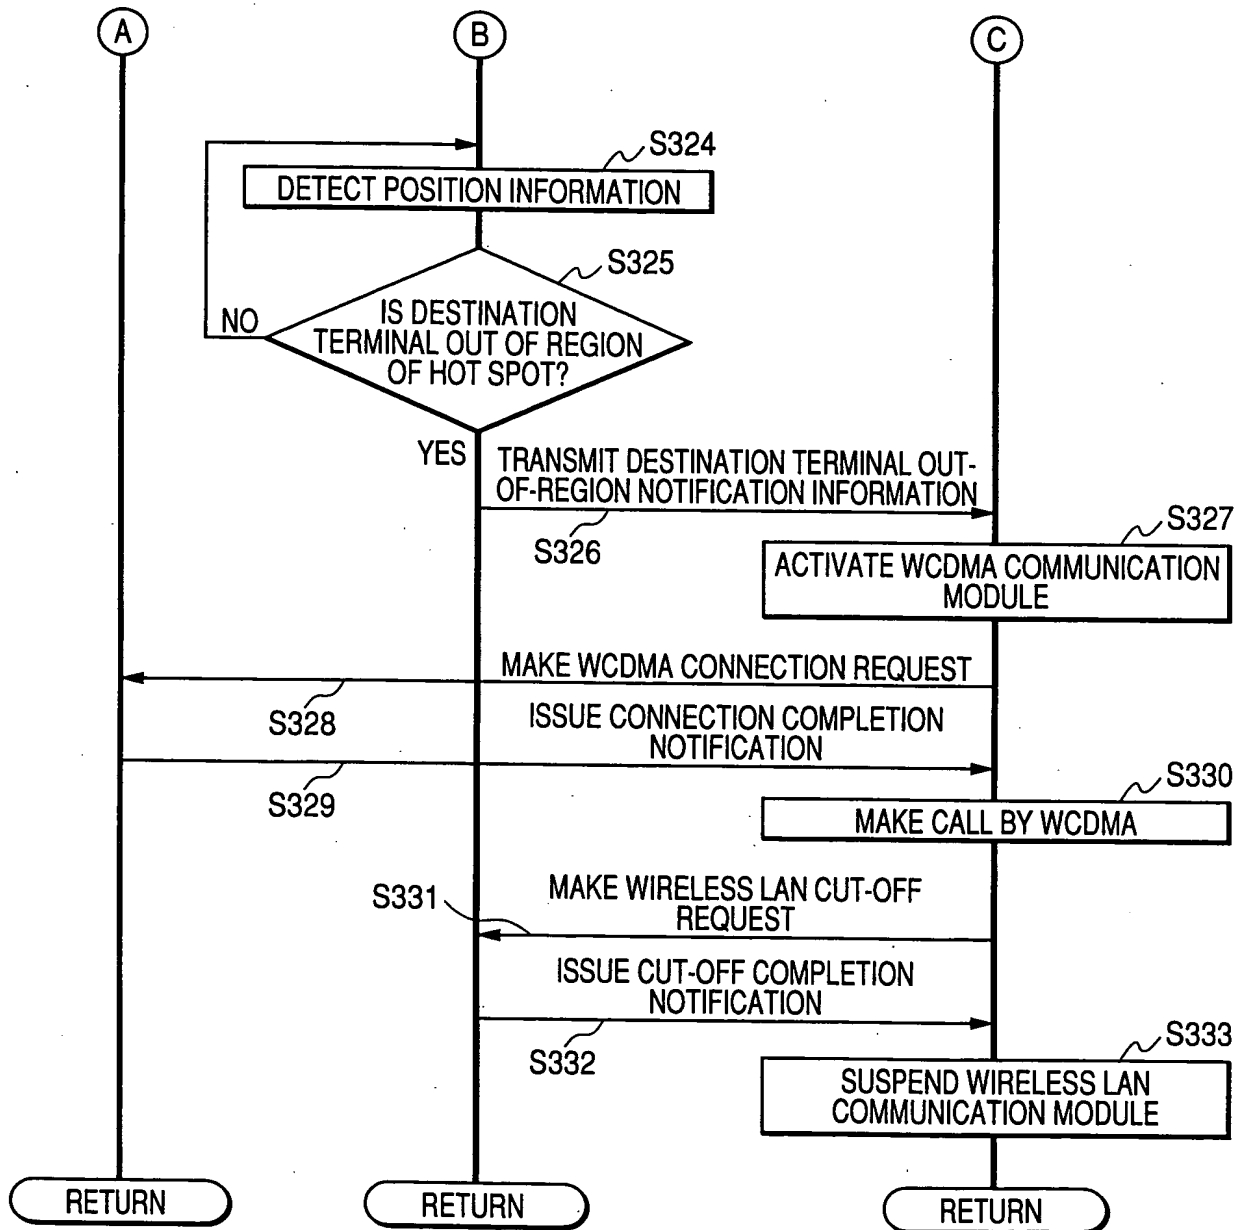 A
B
C
S324
DETECT POSITION INFORMATION
S325
IS DESTINATION
TERMINAL OUT OF REGION
OF HOT SPOT?
NO
YES
TRANSMIT DESTINATION TERMINAL OUT-
OF-REGION NOTIFICATION INFORMATION
S326
S327
ACTIVATE WCDMA COMMUNICATION
MODULE
MAKE WCDMA CONNECTION REQUEST
S328
ISSUE CONNECTION COMPLETION
NOTIFICATION
S329
S330
MAKE CALL BY WCDMA
S331
MAKE WIRELESS LAN CUT-OFF
REQUEST
ISSUE CUT-OFF COMPLETION
NOTIFICATION
S332
S333
SUSPEND WIRELESS LAN
COMMUNICATION MODULE
RETURN
RETURN
RETURN